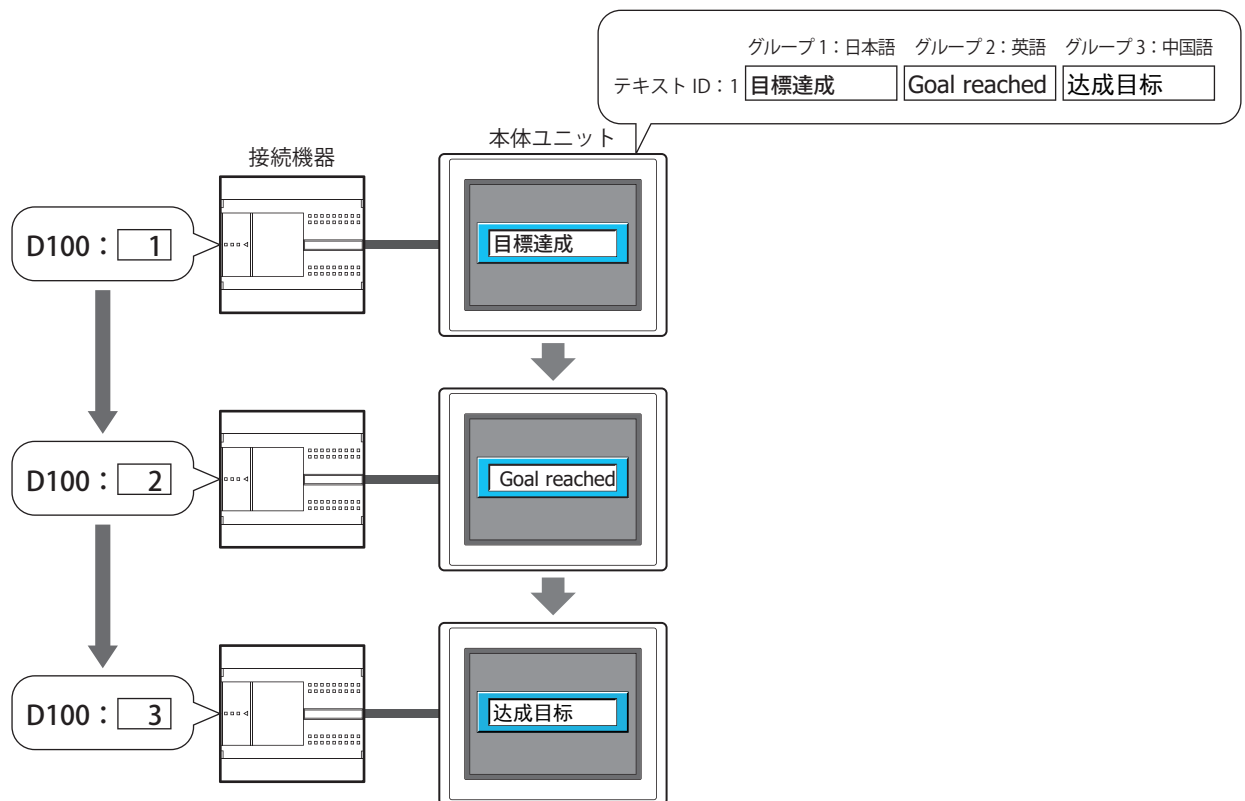 グループ 1:日本語 グループ 2:英語 グループ 3:中国語
テキスト ID:1 目標達成 Goal reached 达成目标
本体ユニット
接続機器
D100: 1
目標達成
D100: 2
Goal reached
D100: 3
达成目标